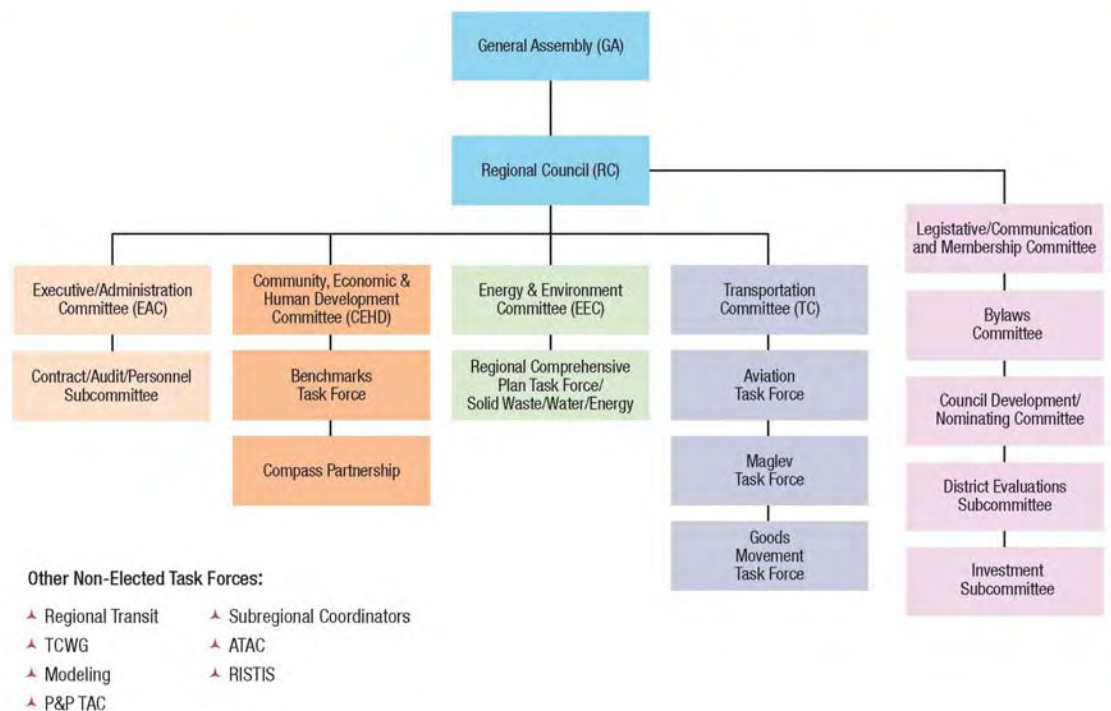 General Assembly (GA)
Regional Council (RC)
Legislative/Communication
and Membership Committee
Executive/Administration
Committee (EAC)
Community, Economic &
Human Development
Committee (CEHD)
Energy & Environment
Committee (EEC)
Transportation
Committee (TC)
Bylaws
Committee
Contract/Audit/Personnel
Subcommittee
Benchmarks
Task Force
Regional Comprehensive
Plan Task Force/
Solid Waste/Water/Energy
Aviation
Task Force
Council Development/
Nominating Committee
Compass Partnership
Maglev
Task Force
District Evaluations
Subcommittee
Goods
Movement
Task Force
Investment
Subcommittee
Other Non-Elected Task Forces:
Regional Transit
TCWG
Modeling
P&P TAC
Subregional Coordinators
ATAC
RISTIS